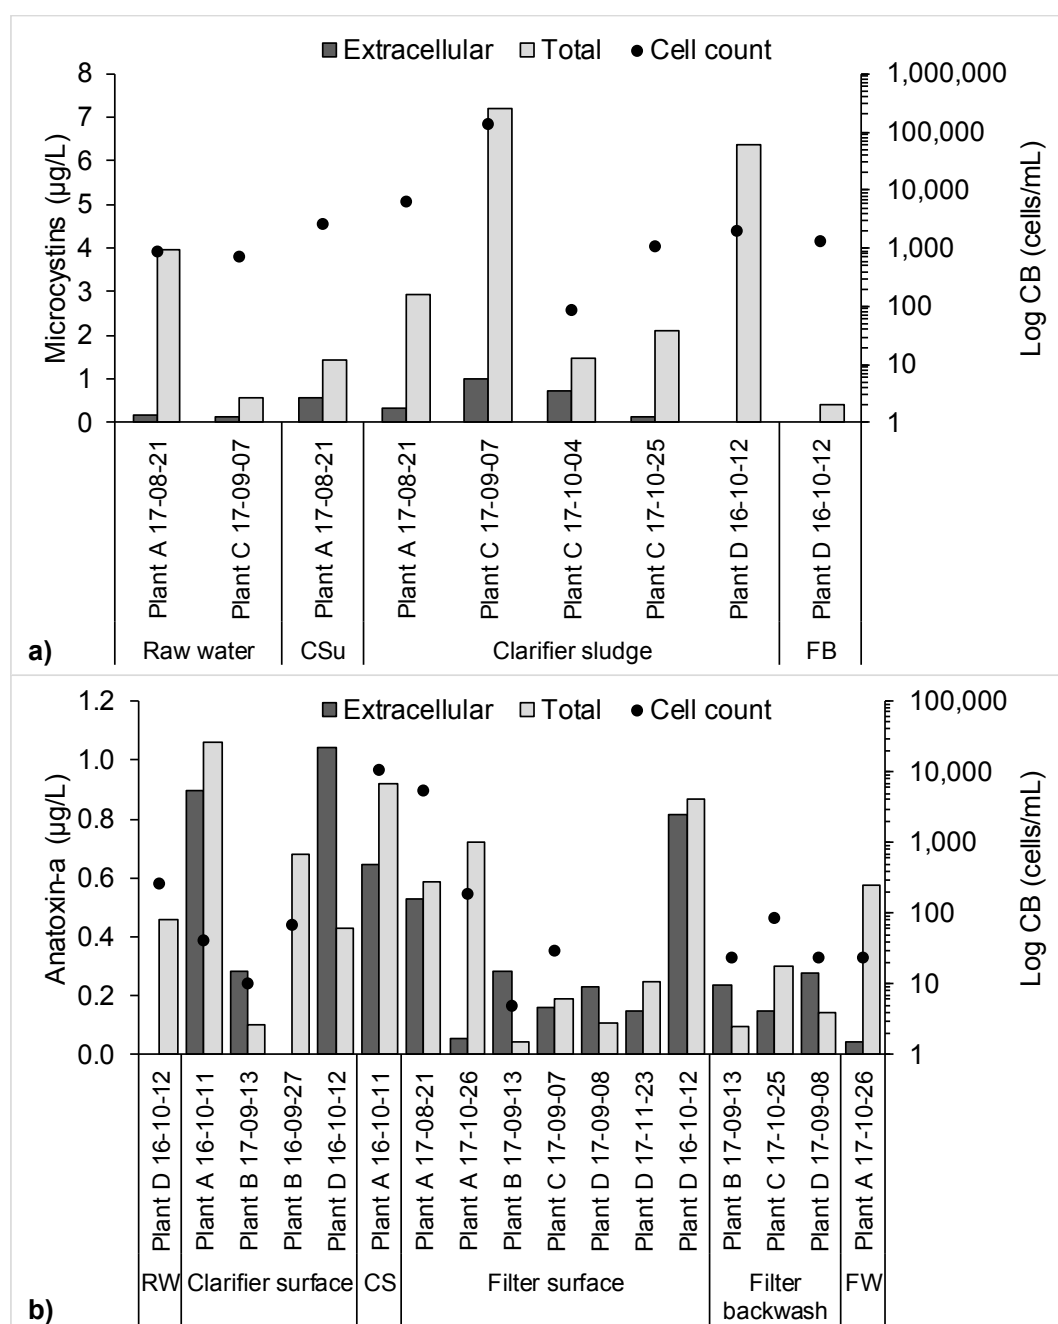 Extracellular Total Cell count
Microcystins (µg/L)
8
7
6
5
4
3
2
1
0
1,000,000
100,000
10,000
1,000
100
10
1
Log CB (cells/mL)
Plant A 17-08-21
Plant C 17-09-07
Plant A 17-08-21
Plant A 17-08-21
Plant C 17-09-07
Plant C 17-10-04
Plant C 17-10-25
Plant D 16-10-12
Plant D 16-10-12
a) Raw water CSu Clarifier sludge FB
Extracellular Total Cell count
Anatoxin-a (µg/L)
1.2
1.0
0.8
0.6
0.4
0.2
0.0
100,000
10,000
1,000
100
10
1
Log CB (cells/mL)
Plant D 16-10-12
Plant A 16-10-11
Plant B 17-09-13
Plant B 16-09-27
Plant D 16-10-12
Plant A 16-10-11
Plant A 17-08-21
Plant A 17-10-26
Plant B 17-09-13
Plant C 17-09-07
Plant D 17-09-08
Plant D 17-11-23
Plant D 16-10-12
Plant B 17-09-13
Plant C 17-10-25
Plant D 17-09-08
Plant A 17-10-26
RW Clarifier surface CS Filter surface Filter FW
backwash
b)